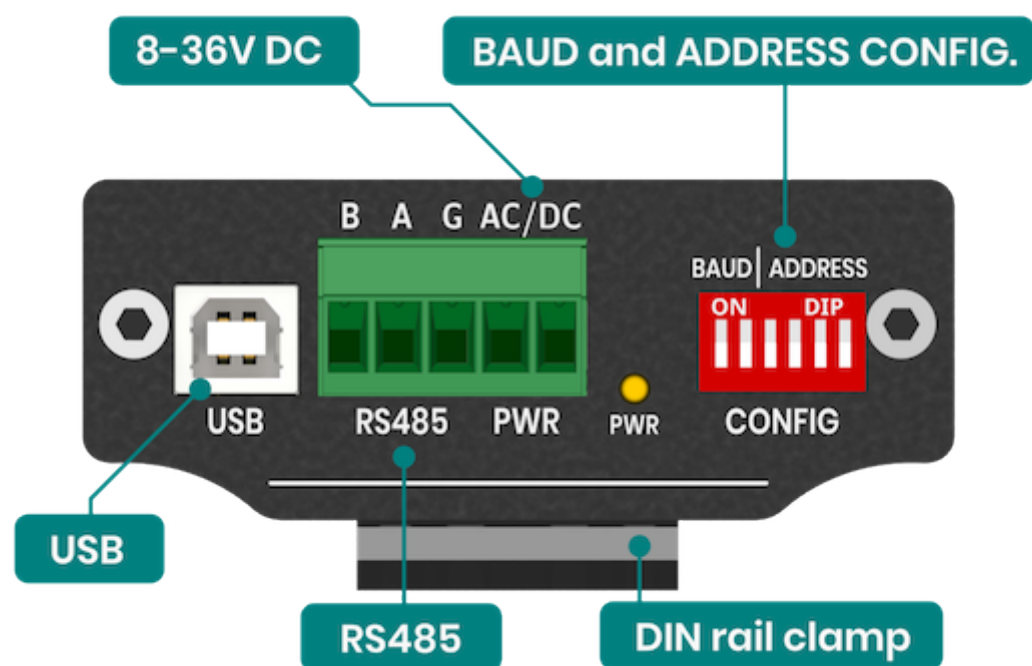 8-36V DC
BAUD and ADDRESS CONFIG.
B A G AC/DC
BAUD | ADDRESS
ON DIP
USB
RS485 PWR
PWR
CONFIG
USB
RS485
DIN rail clamp